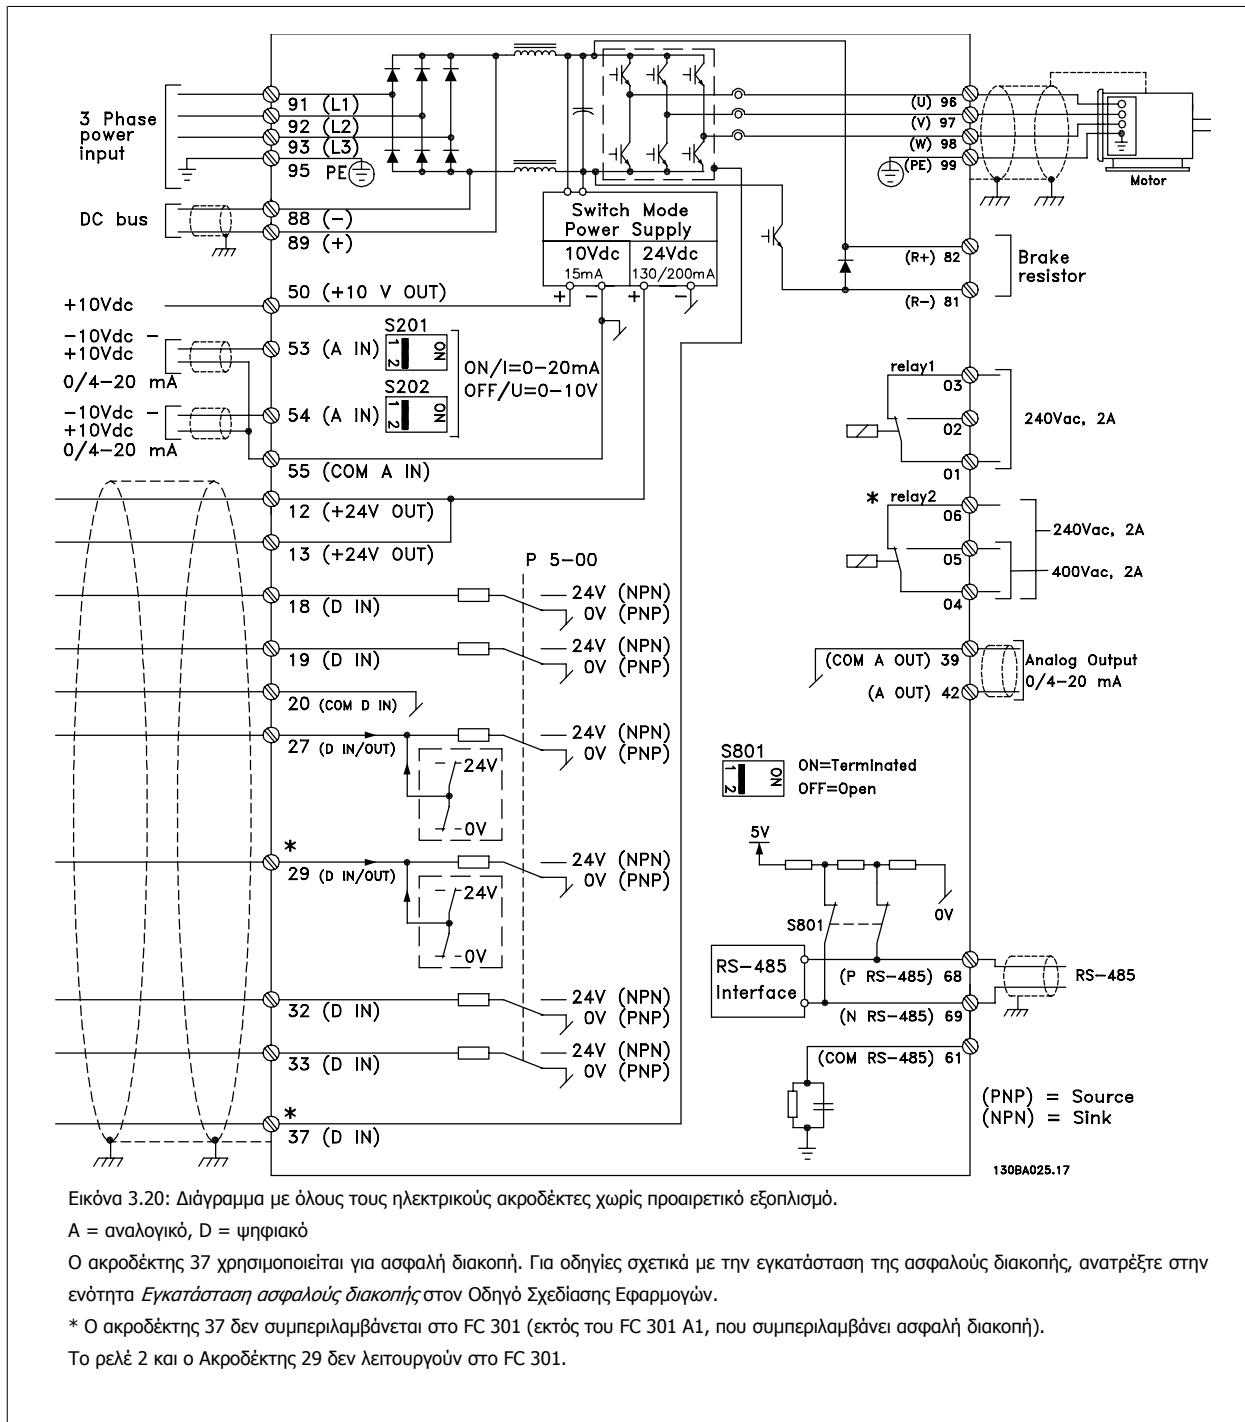 3 Phase
power
input
91 (L1)
92 (L2)
93 (L3)
95 PE
DC bus
88 (−)
89 (+)
Switch Mode
Power Supply
10Vdc
15mA
24Vdc
130/200mA
+ − + −
(U) 96
(V) 97
(W) 98
(PE) 99
Motor
(R+) 82
(R−) 81
Brake
resistor
+10Vdc
50 (+10 V OUT)
−10Vdc −
+10Vdc
0/4−20 mA
53 (A IN)
S201
1 2
ON
−10Vdc −
+10Vdc
0/4−20 mA
54 (A IN)
S202
1 2
ON
ON/I=0−20mA
OFF/U=0−10V
55 (COM A IN)
12 (+24V OUT)
13 (+24V OUT)
P 5-00
18 (D IN)
24V (NPN)
0V (PNP)
19 (D IN)
24V (NPN)
0V (PNP)
20 (COM D IN)
27 (D IN/OUT)
24V (NPN)
0V (PNP)
24V
0V
*
29 (D IN/OUT)
24V (NPN)
0V (PNP)
24V
0V
32 (D IN)
24V (NPN)
0V (PNP)
33 (D IN)
24V (NPN)
0V (PNP)
*
37 (D IN)
relay1
03
02
01
240Vac, 2A
* relay2
06
05
04
240Vac, 2A
400Vac, 2A
(COM A OUT) 39
(A OUT) 42
Analog Output
0/4−20 mA
S801
1 2
ON
ON=Terminated
OFF=Open
5V
S801
0V
RS−485
Interface
(P RS−485) 68
(N RS−485) 69
RS−485
(COM RS−485) 61
(PNP) = Source
(NPN) = Sink
130BA025.17
Εικόνα 3.20: Διάγραμμα με όλους τους ηλεκτρικούς ακροδέκτες χωρίς προαιρετικό εξοπλισμό.
A = αναλογικό, D = ψηφιακό
Ο ακροδέκτης 37 χρησιμοποιείται για ασφαλή διακοπή. Για οδηγίες σχετικά με την εγκατάσταση της ασφαλούς διακοπής, ανατρέξτε στην
ενότητα Εγκατάσταση ασφαλούς διακοπής στον Οδηγό Σχεδίασης Εφαρμογών.
* Ο ακροδέκτης 37 δεν συμπεριλαμβάνεται στο FC 301 (εκτός του FC 301 A1, που συμπεριλαμβάνει ασφαλή διακοπή).
Το ρελέ 2 και ο Ακροδέκτης 29 δεν λειτουργούν στο FC 301.